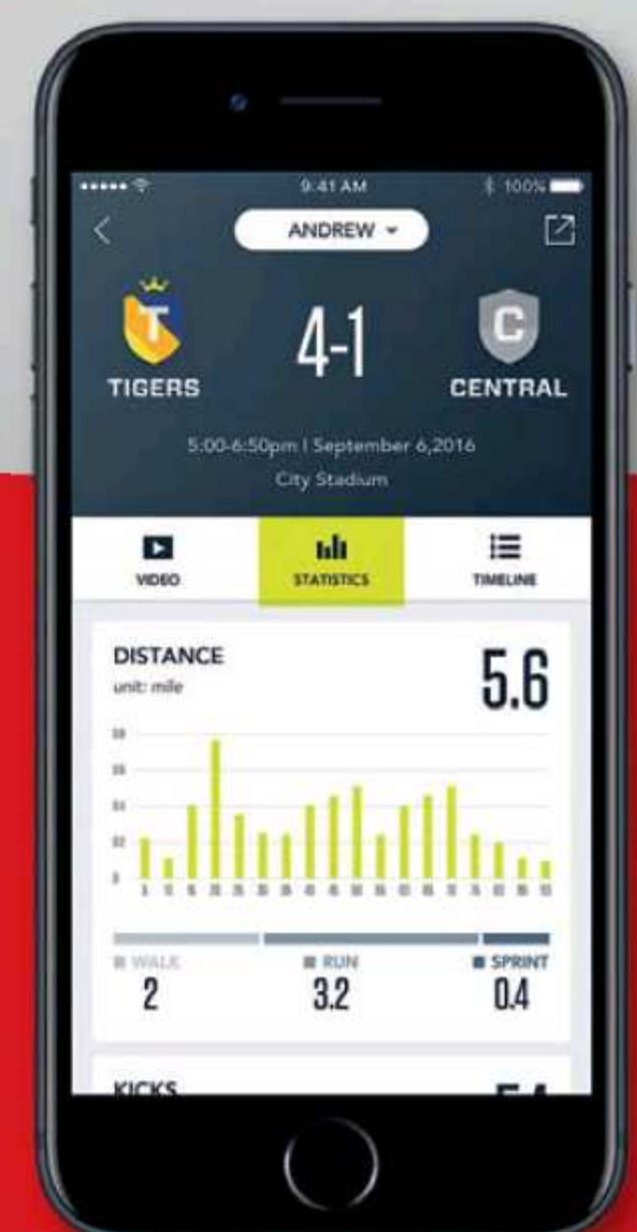 9:41 AM 100%
ANDREW
T 4-1 C
TIGERS CENTRAL
5:00-6:50pm | September 6,2016
City Stadium
VIDEO STATISTICS TIMELINE
DISTANCE 5.6
unit: mile
WALK RUN SPRINT
2 3.2 0.4
KICKS